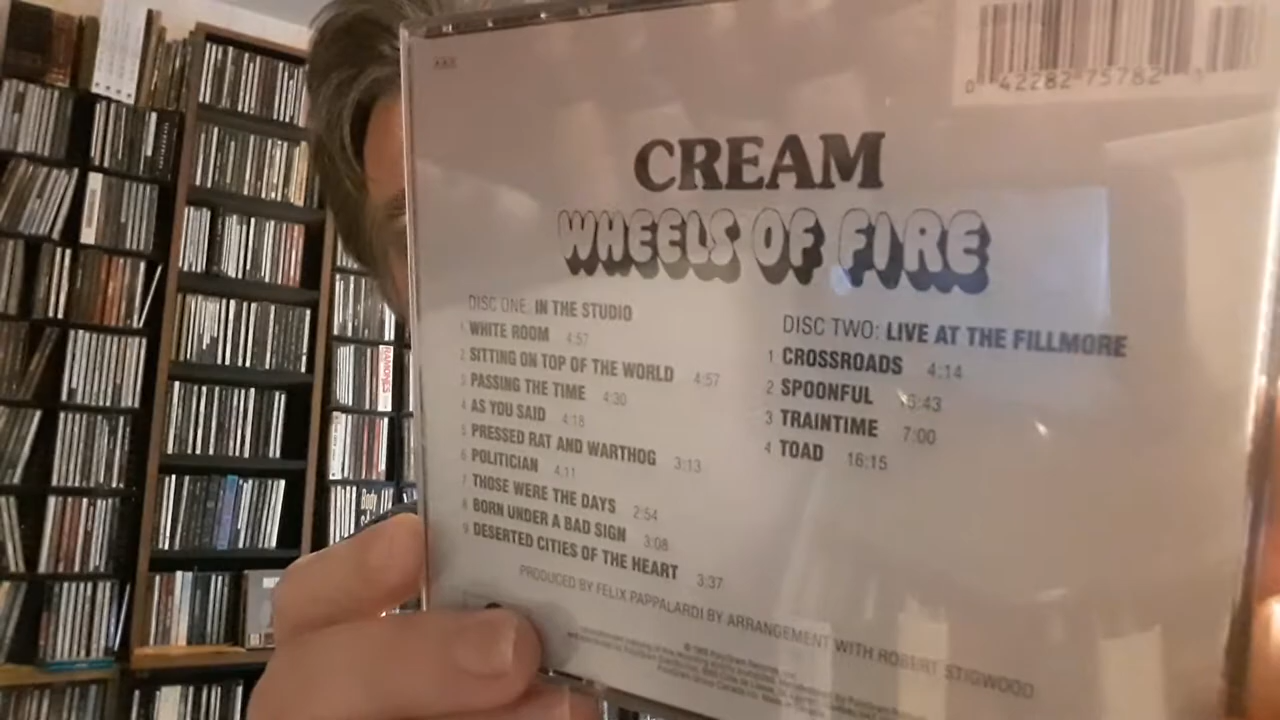 AAD
0 42282-75782 1
CREAM
WHEELS OF FIRE
DISC ONE: IN THE STUDIO
1 WHITE ROOM 4:57
2 SITTING ON TOP OF THE WORLD 4:57
3 PASSING THE TIME 4:30
4 AS YOU SAID 4:18
5 PRESSED RAT AND WARTHOG 3:13
6 POLITICIAN 4:11
7 THOSE WERE THE DAYS 2:54
8 BORN UNDER A BAD SIGN 3:08
9 DESERTED CITIES OF THE HEART 3:37
DISC TWO: LIVE AT THE FILLMORE
1 CROSSROADS 4:14
2 SPOONFUL 16:43
3 TRAINTIME 7:00
4 TOAD 16:15
PRODUCED BY FELIX PAPPALARDI BY ARRANGEMENT WITH ROBERT STIGWOOD
RAMONES
Body